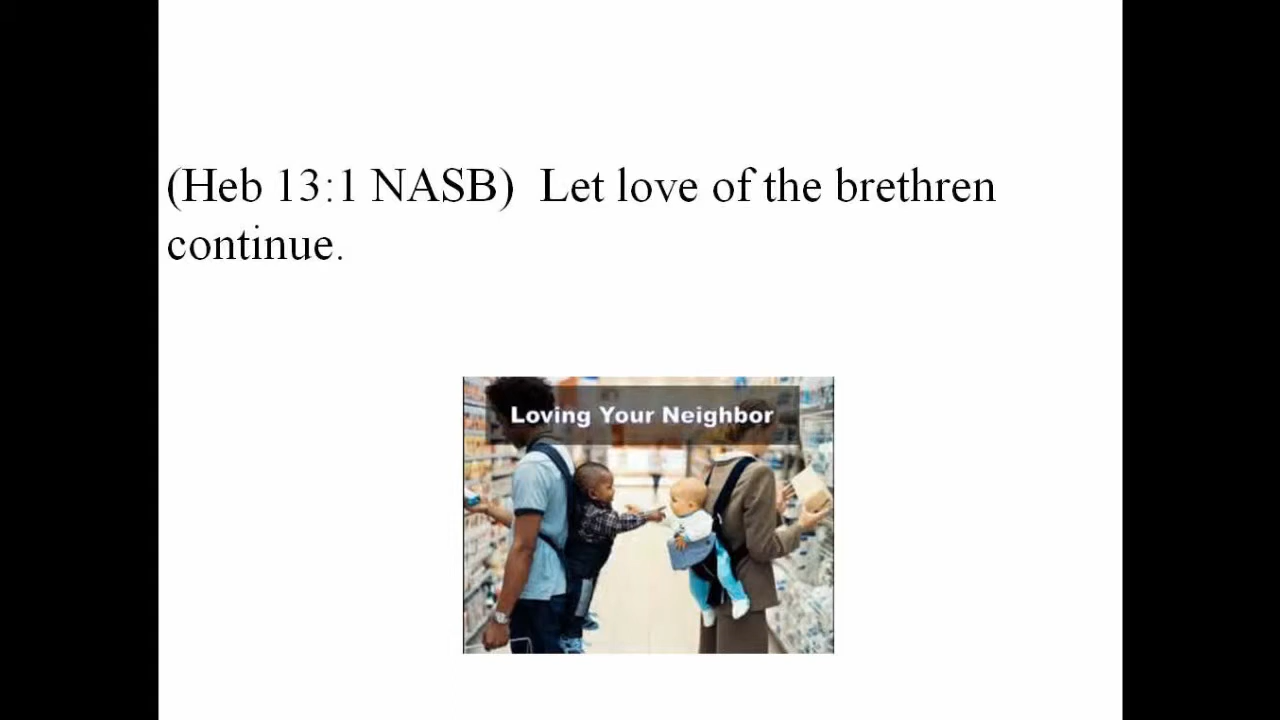 (Heb 13:1 NASB)  Let love of the brethren
continue.
Loving Your Neighbor